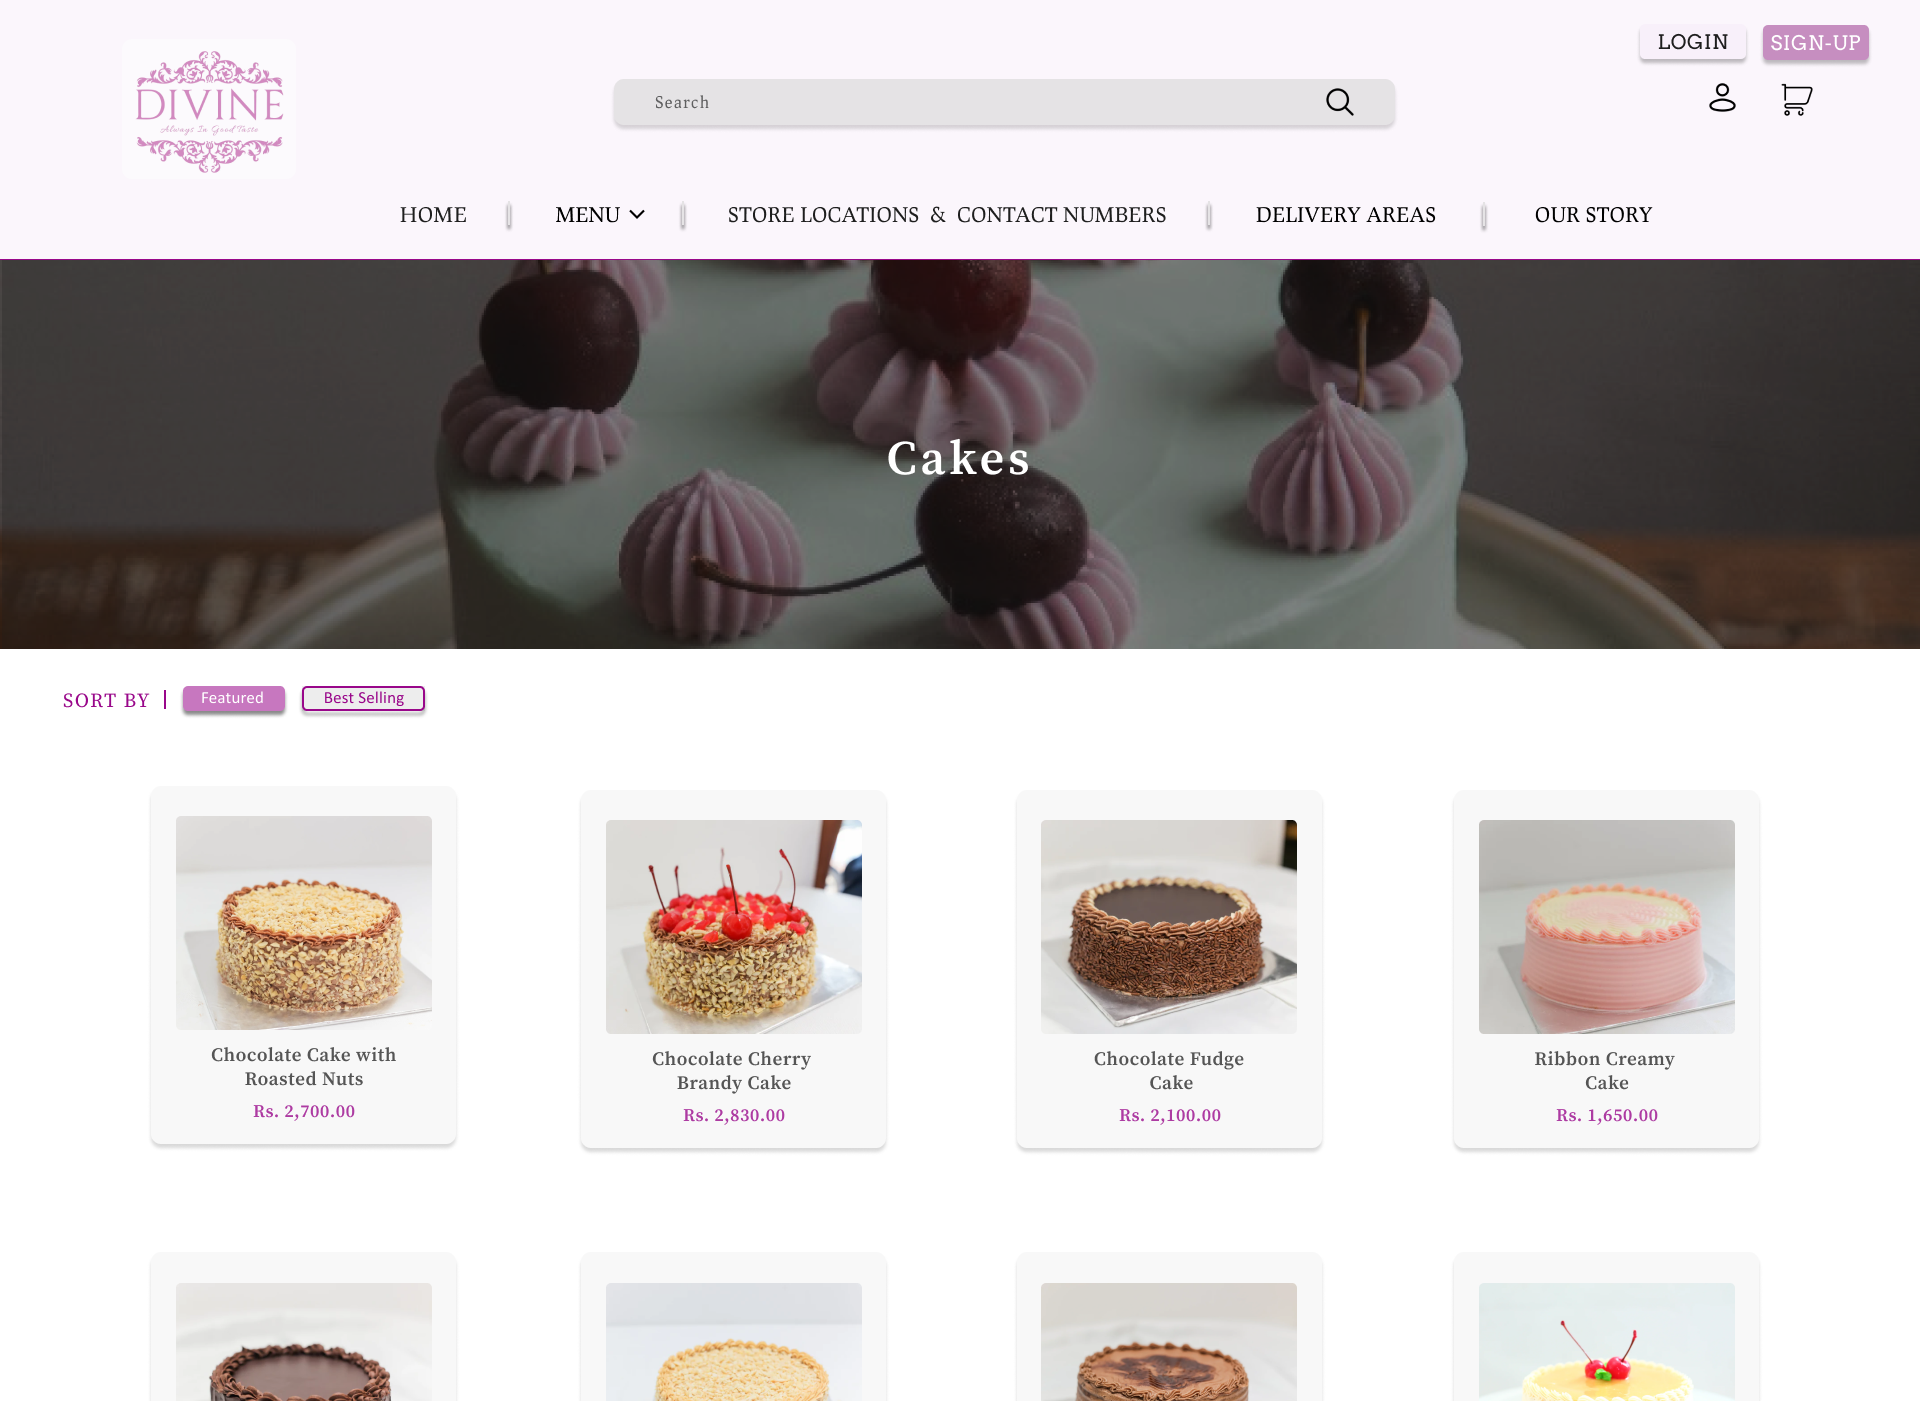 LOGIN
SIGN-UP
DIVINE
Always In Good Taste
Search
HOME
MENU
STORE LOCATIONS & CONTACT NUMBERS
DELIVERY AREAS
OUR STORY
Cakes
SORT BY
Featured
Best Selling
Chocolate Cake with
Roasted Nuts
Rs. 2,700.00
Chocolate Cherry
Brandy Cake
Rs. 2,830.00
Chocolate Fudge
Cake
Rs. 2,100.00
Ribbon Creamy
Cake
Rs. 1,650.00